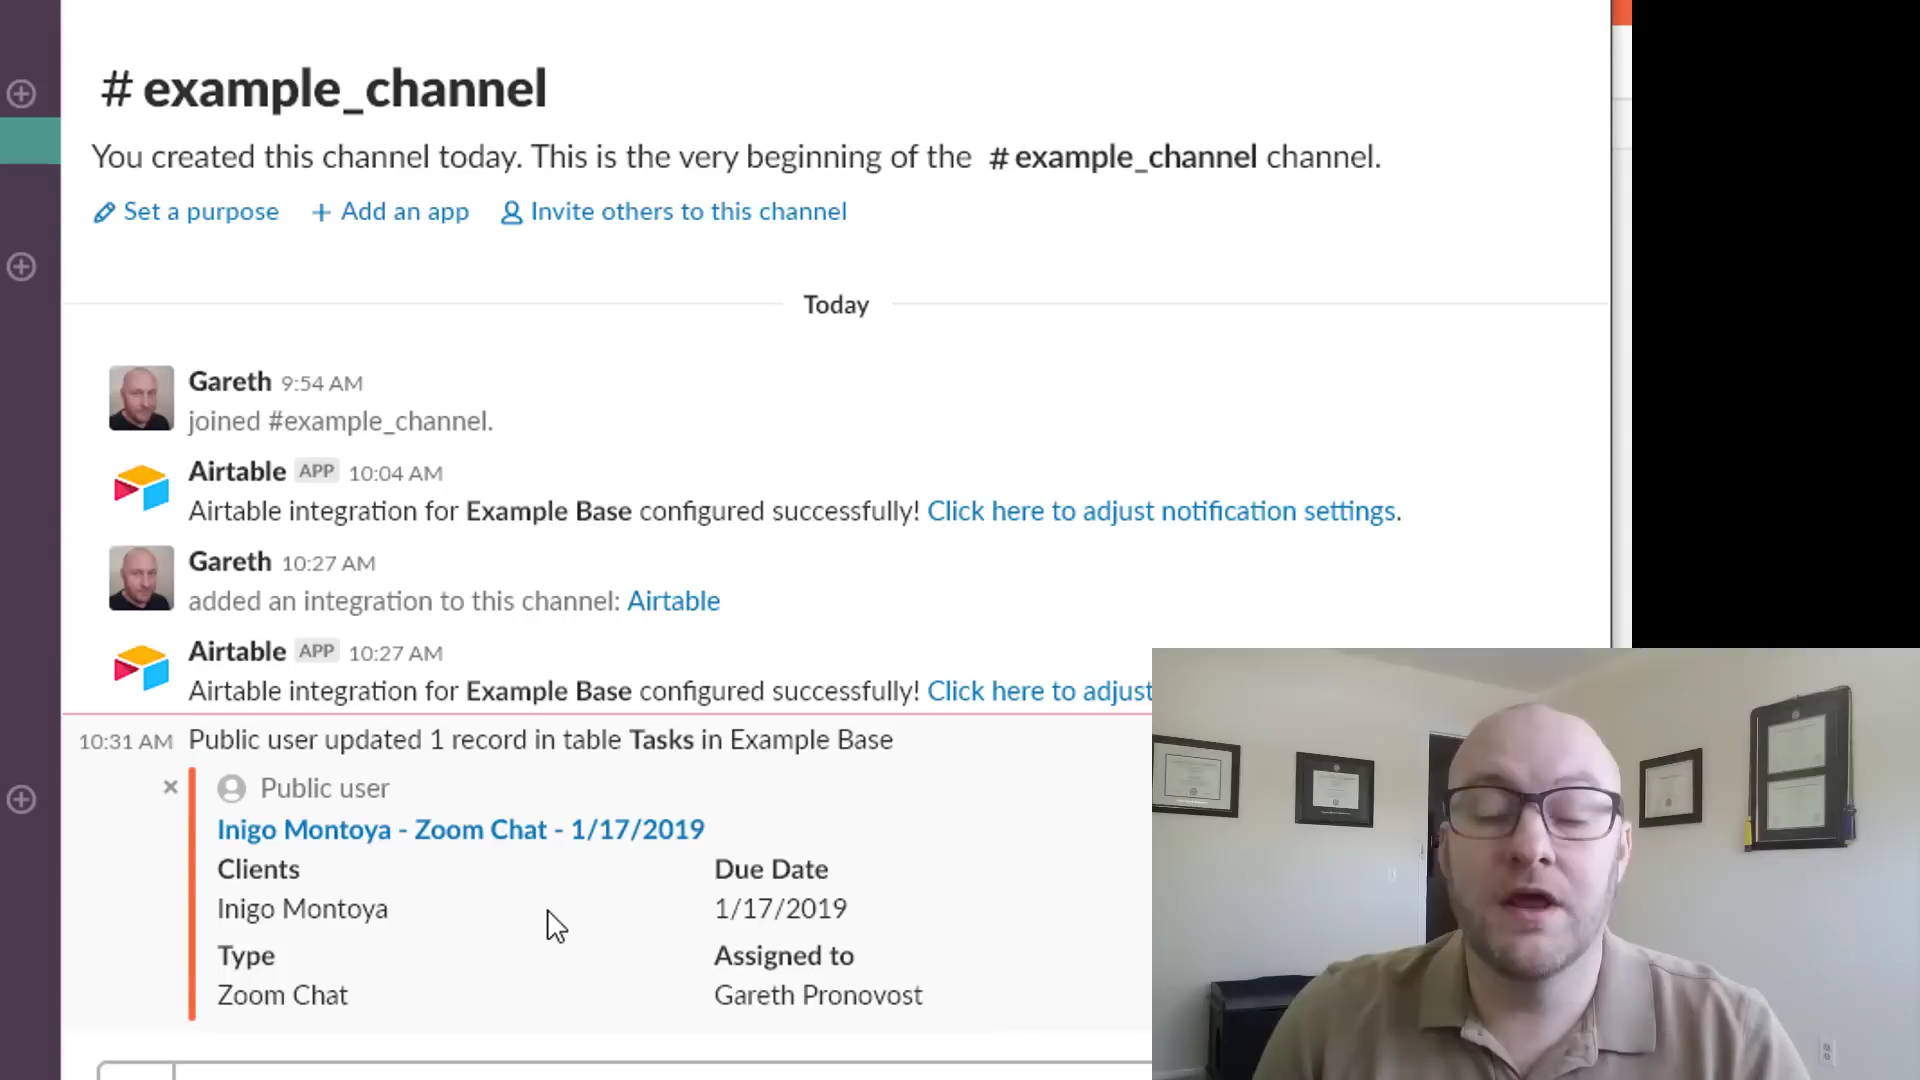 # example_channel
You created this channel today. This is the very beginning of the # example_channel channel.
Set a purpose + Add an app Invite others to this channel
Today
Gareth 9:54 AM
joined #example_channel.
Airtable APP 10:04 AM
Airtable integration for Example Base configured successfully! Click here to adjust notification settings.
Gareth 10:27 AM
added an integration to this channel: Airtable
Airtable APP 10:27 AM
Airtable integration for Example Base configured successfully! Click here to adjust
10:31 AM Public user updated 1 record in table Tasks in Example Base
Public user
Inigo Montoya - Zoom Chat - 1/17/2019
Clients Due Date
Inigo Montoya 1/17/2019
Type Assigned to
Zoom Chat Gareth Pronovost